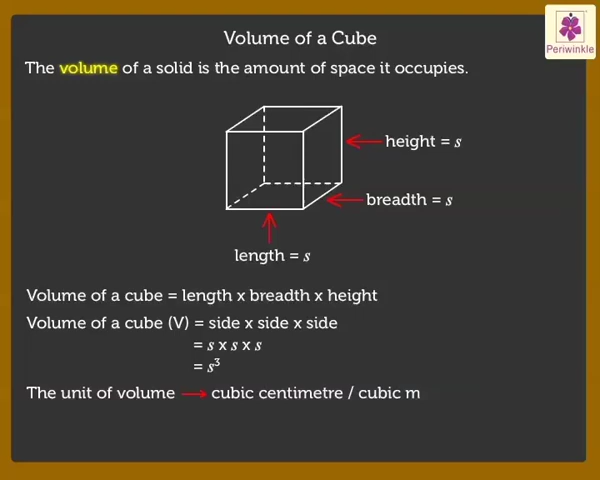 Volume of a Cube
Periwinkle
The volume of a solid is the amount of space it occupies.
height = s
breadth = s
length = s
Volume of a cube = length x breadth x height
Volume of a cube (V) = side x side x side
= s x s x s
= s³
The unit of volume → cubic centimetre / cubic m